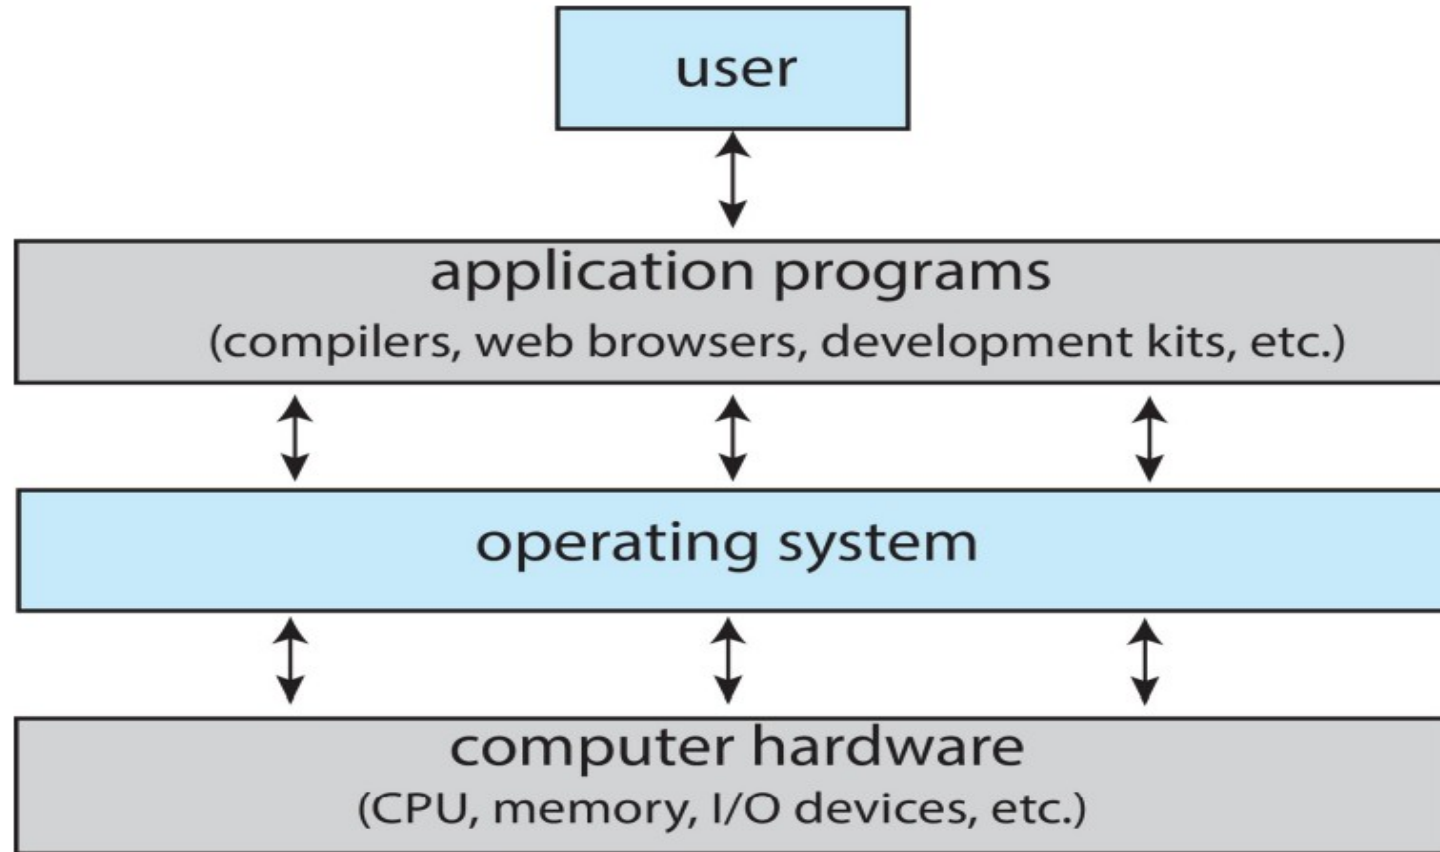 user
application programs
(compilers, web browsers, development kits, etc.)
operating system
computer hardware
(CPU, memory, I/O devices, etc.)